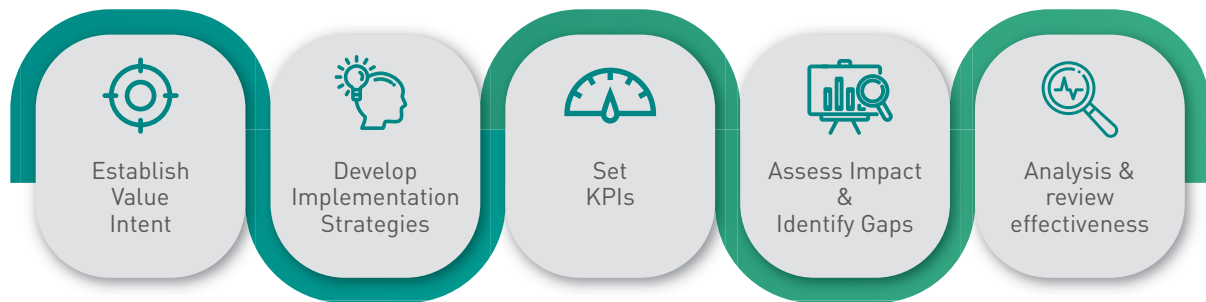 Establish
Value
Intent
Develop
Implementation
Strategies
Set
KPIs
Assess Impact
&
Identify Gaps
Analysis &
review
effectiveness